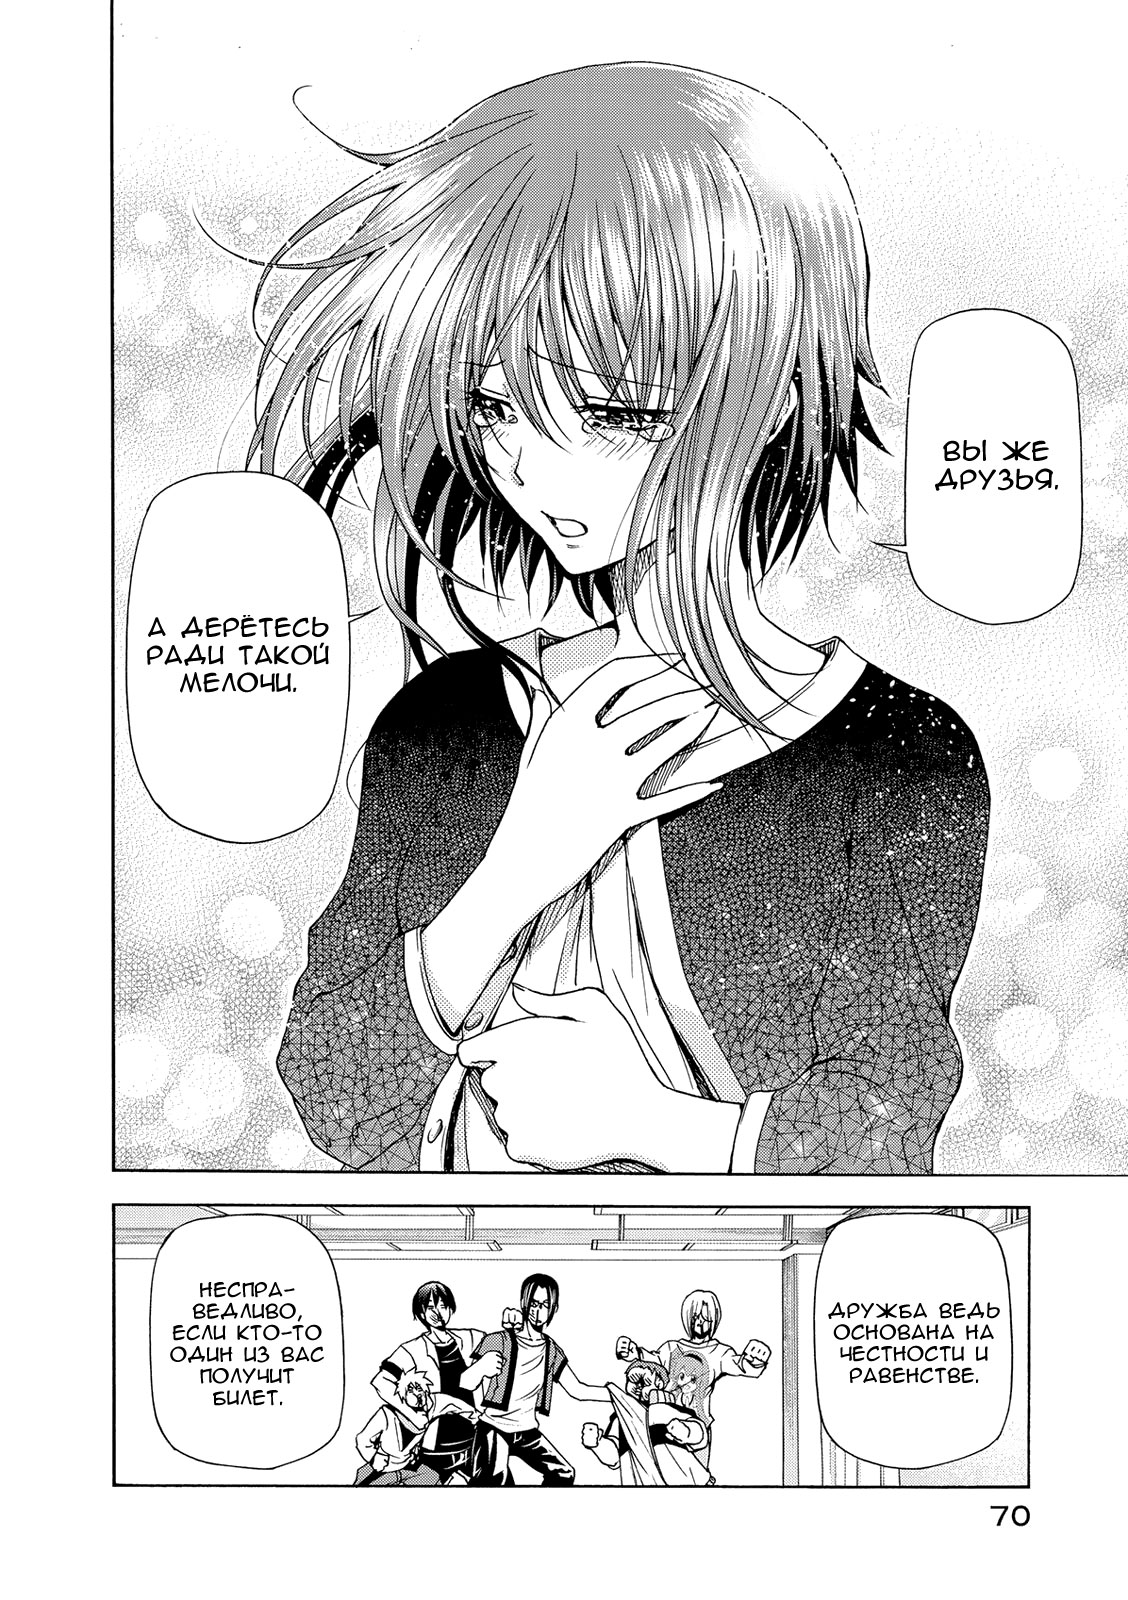 ВЫ ЖЕ
ДРУЗЬЯ.
А ДЕРЁТЕСЬ
РАДИ ТАКОЙ
МЕЛОЧИ.
ДРУЖБА ВЕДЬ
ОСНОВАНА НА
ЧЕСТНОСТИ И
РАВЕНСТВЕ.
НЕСПРА-
ВЕДЛИВО,
ЕСЛИ КТО-ТО
ОДИН ИЗ ВАС
ПОЛУЧИТ
БИЛЕТ.
70